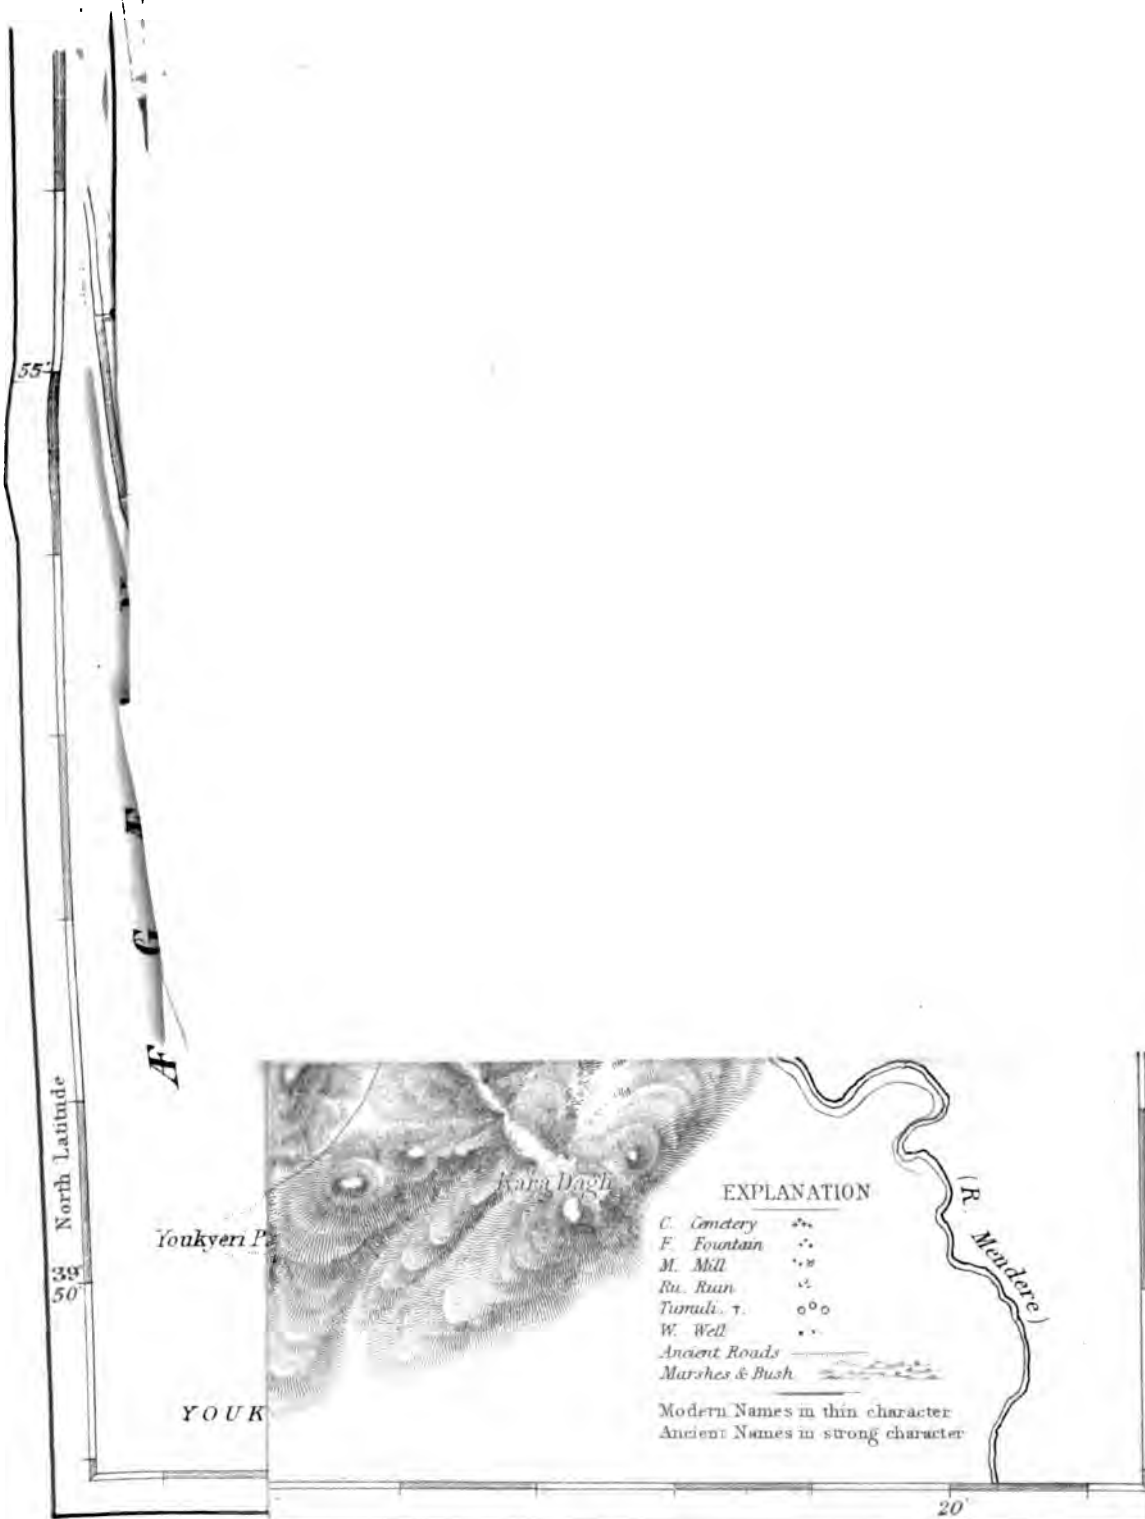 55'
Æ G
North Latitude
39°
50'
Youkyeri P
YOUK
Kara Dagh
(R. Mendere)
EXPLANATION
C. Cemetery
F. Fountain
M. Mill
Ru. Ruin
Tumuli. T.
W. Well
Ancient Roads
Marshes & Bush
Modern Names in thin character
Ancient Names in strong character
20'